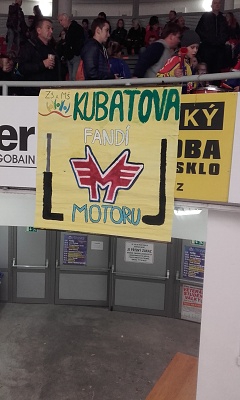 ZŠ a MŠ
KUBATOVA
FANDÍ
M
MOTORU
er
GOBAIN
KÝ
OBA
SKLO
Z